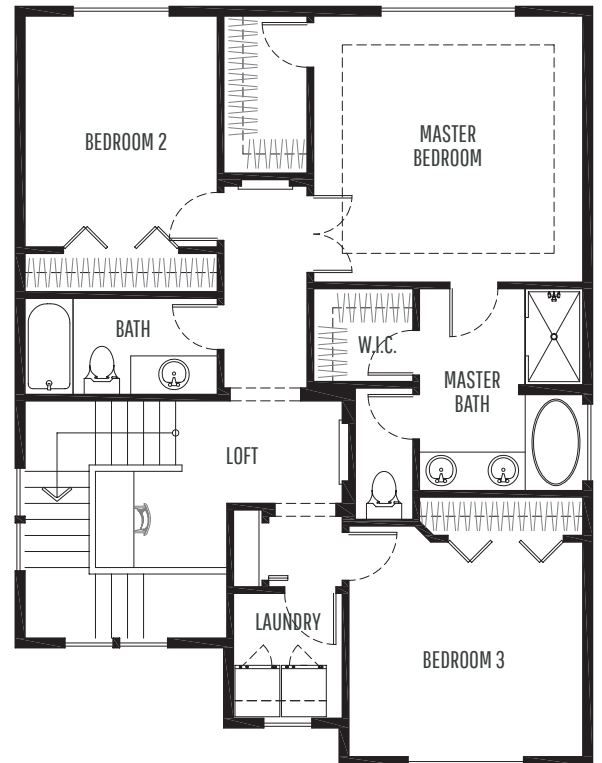 BEDROOM 2
MASTER
BEDROOM
BATH
W.I.C.
MASTER
BATH
LOFT
LAUNDRY
BEDROOM 3